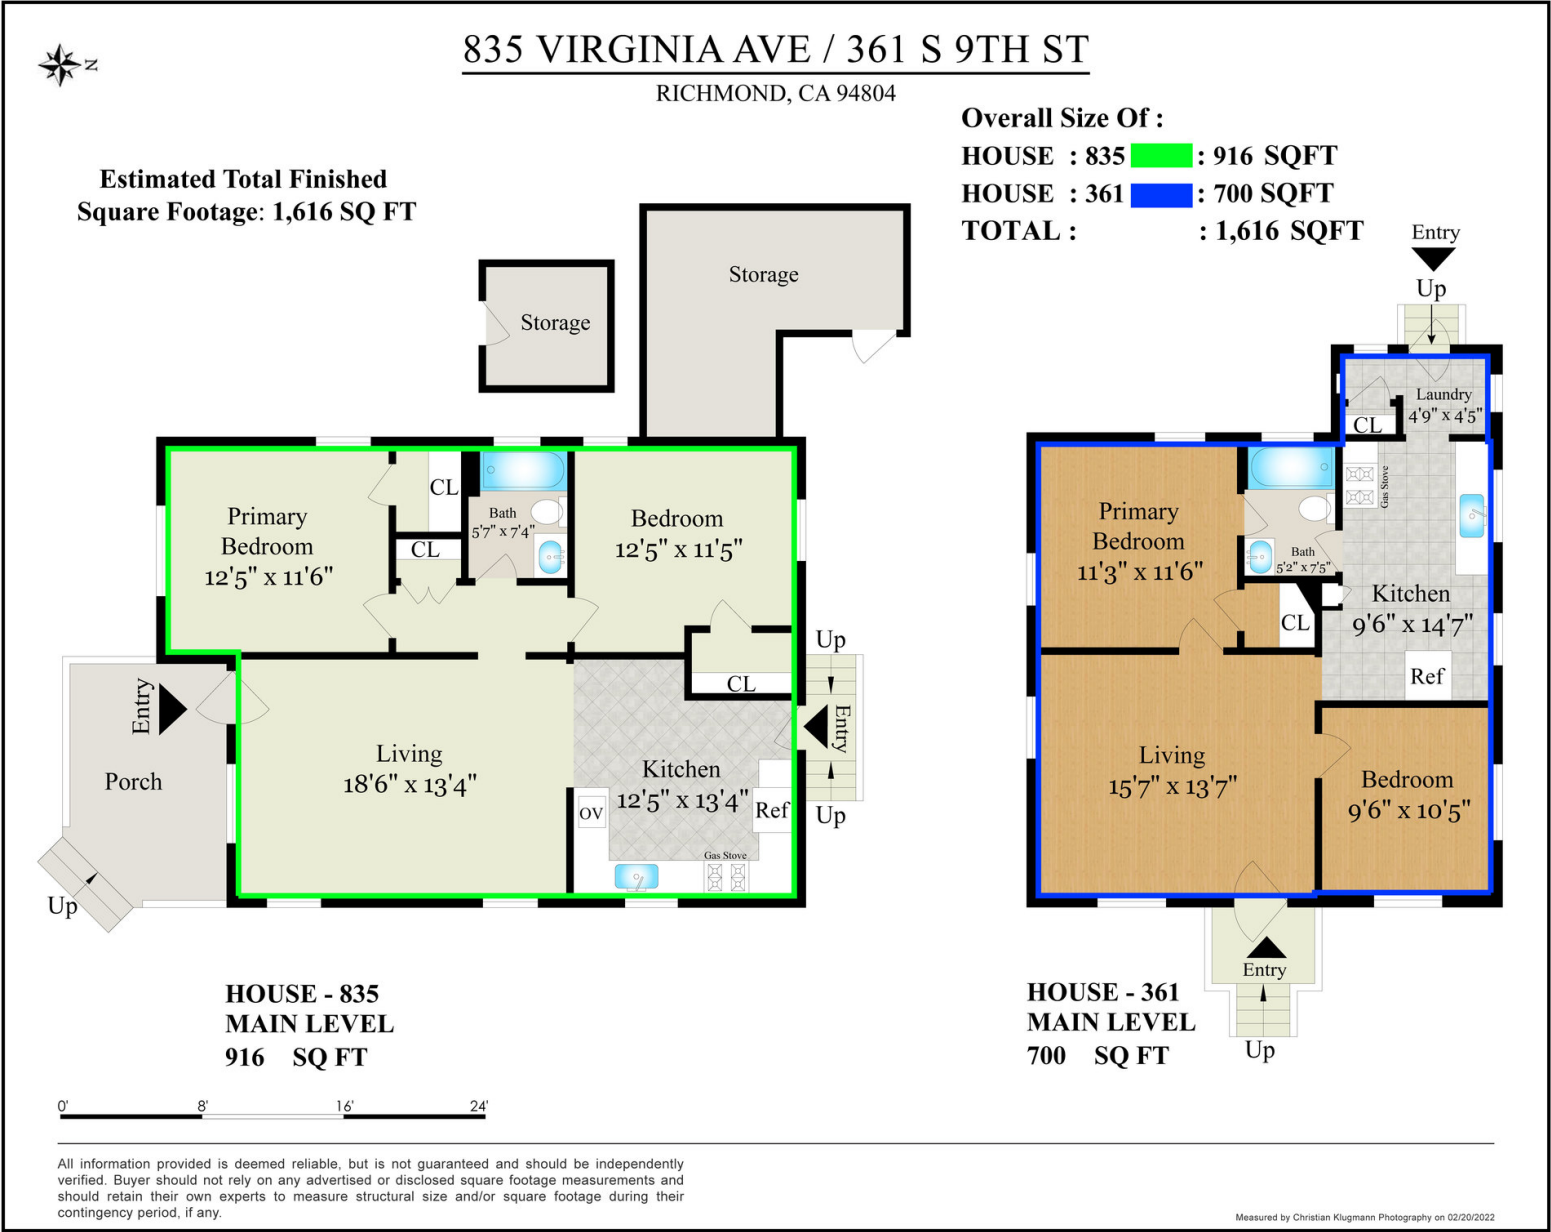 835 VIRGINIA AVE / 361 S 9TH ST
RICHMOND, CA 94804
N
Estimated Total Finished
Square Footage: 1,616 SQ FT
Overall Size Of :
HOUSE : 835 : 916 SQFT
HOUSE : 361 : 700 SQFT
TOTAL : : 1,616 SQFT
Storage
Storage
Primary
Bedroom
12'5" x 11'6"
CL
CL
Bath
5'7" x 7'4"
Bedroom
12'5" x 11'5"
CL
Up
Entry
Up
Entry
Porch
Up
Living
18'6" x 13'4"
Kitchen
12'5" x 13'4"
OV
Ref
Gas Stove
HOUSE - 835
MAIN LEVEL
916 SQ FT
Entry
Up
Laundry
4'9" x 4'5"
CL
Gas Stove
Primary
Bedroom
11'3" x 11'6"
Bath
5'2" x 7'5"
CL
Kitchen
9'6" x 14'7"
Ref
Living
15'7" x 13'7"
Bedroom
9'6" x 10'5"
Entry
Up
HOUSE - 361
MAIN LEVEL
700 SQ FT
0' 8' 16' 24'
All information provided is deemed reliable, but is not guaranteed and should be independently
verified. Buyer should not rely on any advertised or disclosed square footage measurements and
should retain their own experts to measure structural size and/or square footage during their
contingency period, if any.
Measured by Christian Klugmann Photography on 02/20/2022